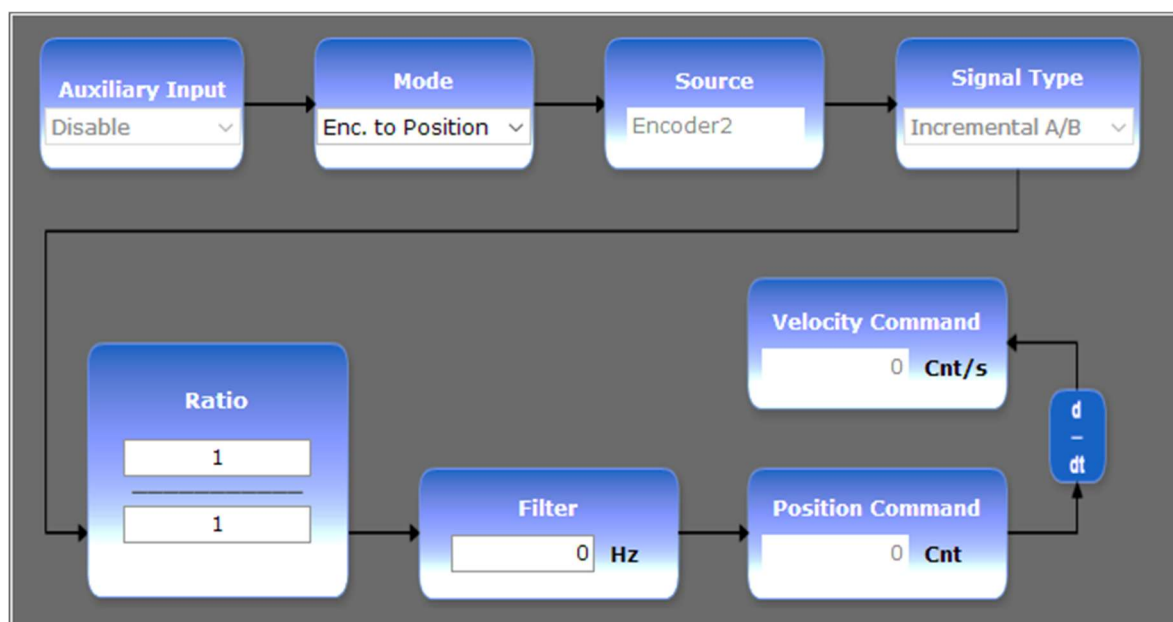 Auxiliary Input
Disable
Mode
Enc. to Position
Source
Encoder2
Signal Type
Incremental A/B
Velocity Command
0 Cnt/s
d
dt
Ratio
1
1
Filter
0 Hz
Position Command
0 Cnt